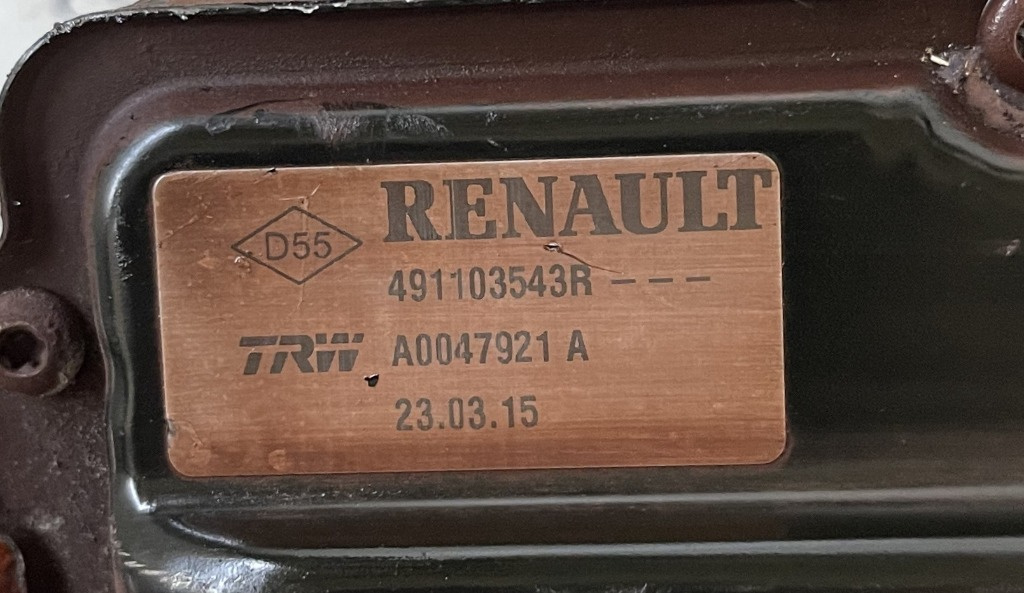 RENAULT
D55
491103543R ---
TRW A0047921 A
23.03.15